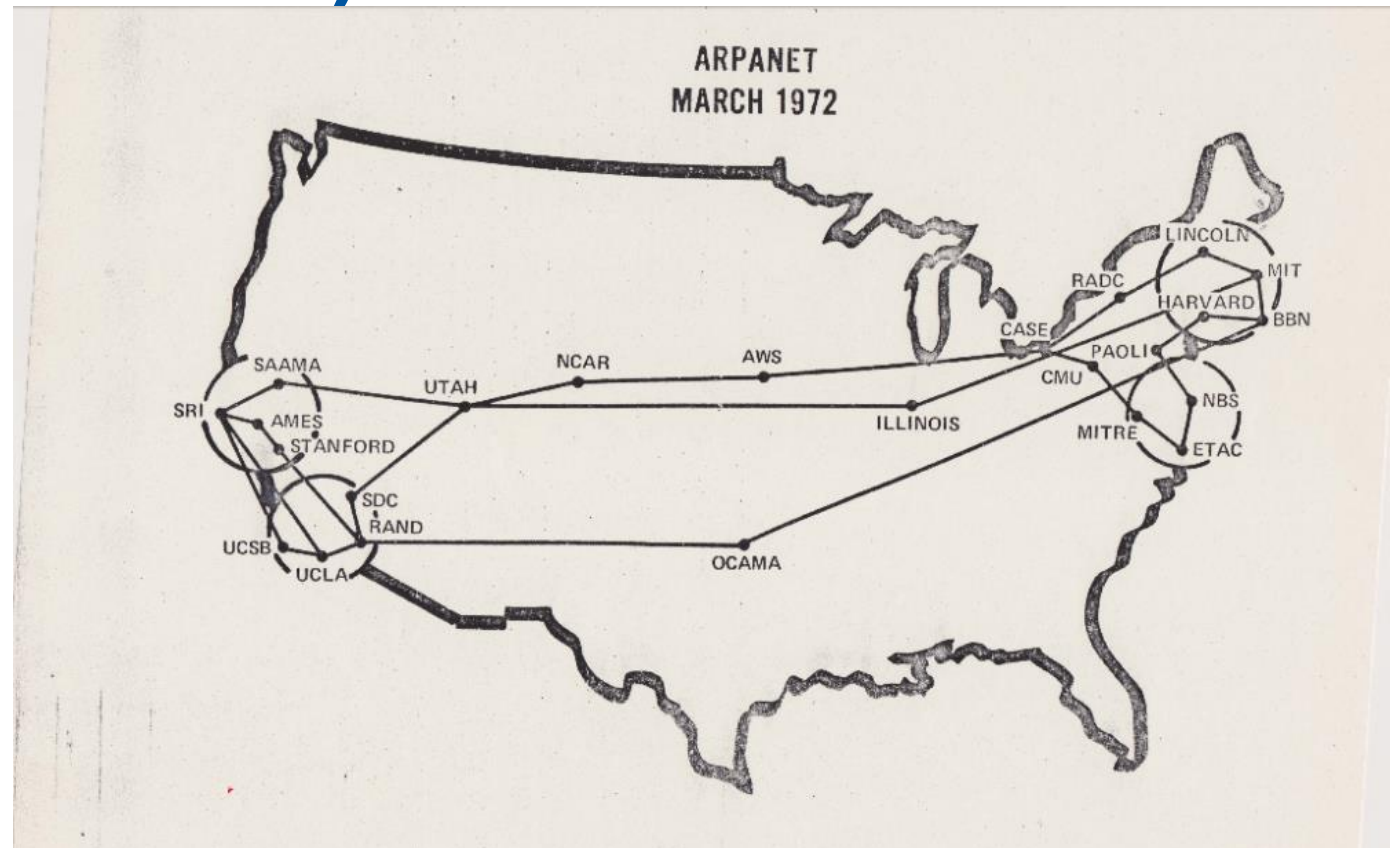 ARPANET
MARCH 1972
LINCOLN
MIT
RADC
HARVARD
BBN
CASE
PAOLI
SAAMA
NCAR
AWS
CMU
UTAH
SRI
NBS
AMES
ILLINOIS
MITRE
STANFORD
ETAC
SDC
RAND
UCSB
OCAMA
UCLA